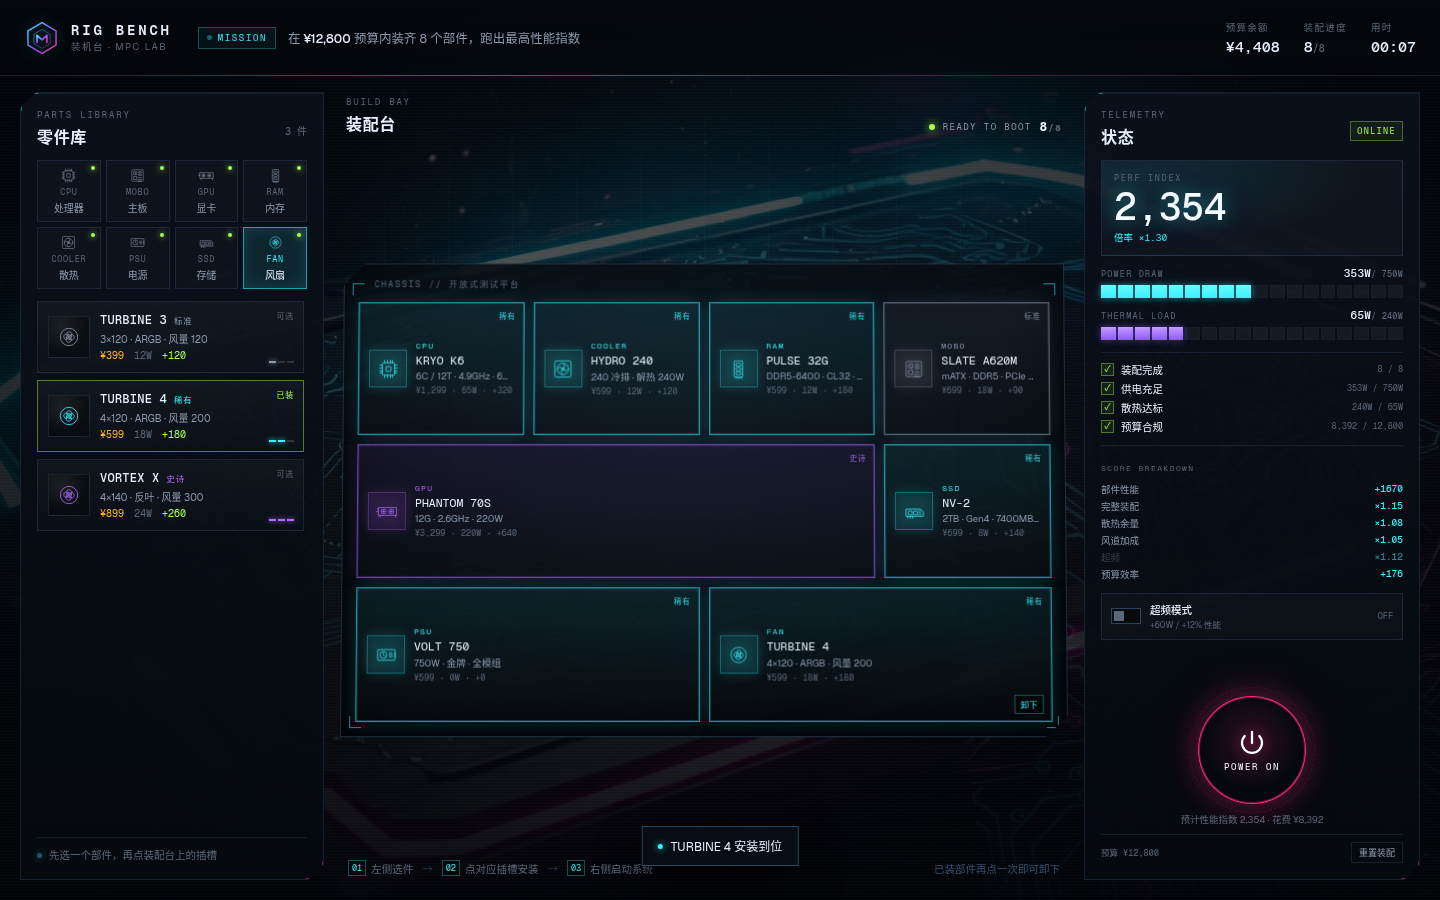 RIG BENCH
装机台 · MPC LAB
MISSION
在 ¥12,800 预算内装齐 8 个部件，跑出最高性能指数
预算余额
¥4,408
装配进度
8/8
用时
00:07
PARTS LIBRARY
零件库
3 件
CPU
处理器
MOBO
主板
GPU
显卡
RAM
内存
COOLER
散热
PSU
电源
SSD
存储
FAN
风扇
TURBINE 3 标准
可选
3×120 · ARGB · 风量 120
¥399 12W +120
TURBINE 4 稀有
已装
4×120 · ARGB · 风量 200
¥599 18W +180
VORTEX X 史诗
可选
4×140 · 反叶 · 风量 300
¥899 24W +260
先选一个部件，再点装配台上的插槽
BUILD BAY
装配台
READY TO BOOT 8/8
CHASSIS // 开放式测试平台
稀有
CPU
KRYO K6
6C / 12T · 4.9GHz · 6…
¥1,299 · 65W · +320
稀有
COOLER
HYDRO 240
240 冷排 · 解热 240W
¥599 · 12W · +120
稀有
RAM
PULSE 32G
DDR5-6400 · CL32 · …
¥599 · 12W · +180
标准
MOBO
SLATE A620M
mATX · DDR5 · PCIe …
¥699 · 18W · +90
史诗
GPU
PHANTOM 70S
12G · 2.6GHz · 220W
¥3,299 · 220W · +640
稀有
SSD
NV-2
2TB · Gen4 · 7400MB…
¥699 · 8W · +140
稀有
PSU
VOLT 750
750W · 金牌 · 全模组
¥599 · 0W · +0
稀有
FAN
TURBINE 4
4×120 · ARGB · 风量 200
¥599 · 18W · +180
卸下
TURBINE 4 安装到位
01 左侧选件 → 02 点对应插槽安装 → 03 右侧启动系统
已装部件再点一次即可卸下
TELEMETRY
状态
ONLINE
PERF INDEX
2,354
倍率 ×1.30
POWER DRAW
353W/ 750W
THERMAL LOAD
65W/ 240W
装配完成
8 / 8
供电充足
353W / 750W
散热达标
240W / 65W
预算合规
8,392 / 12,800
SCORE BREAKDOWN
部件性能
+1670
完整装配
×1.15
散热余量
×1.08
风道加成
×1.05
超频
×1.12
预算效率
+176
超频模式
+60W / +12% 性能
OFF
POWER ON
预计性能指数 2,354 · 花费 ¥8,392
预算 ¥12,800
重置装配